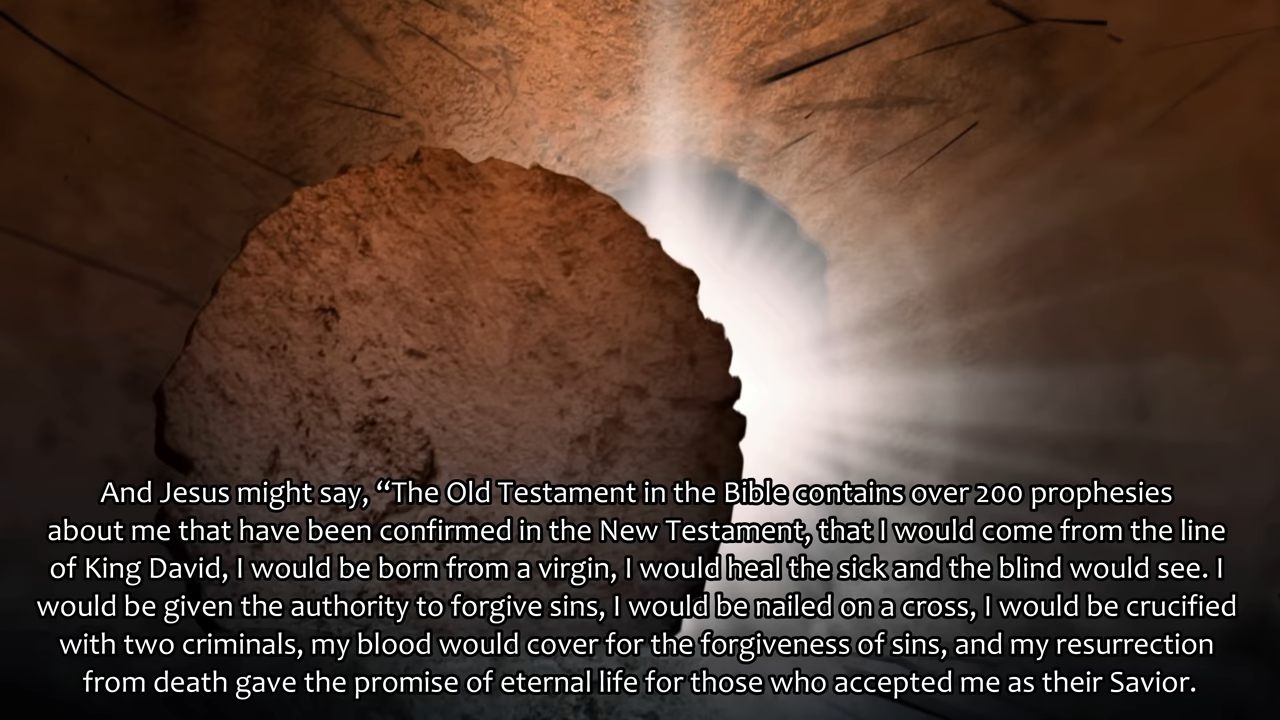 And Jesus might say, “The Old Testament in the Bible contains over 200 prophesies
about me that have been confirmed in the New Testament, that I would come from the line
of King David, I would be born from a virgin, I would heal the sick and the blind would see. I
would be given the authority to forgive sins, I would be nailed on a cross, I would be crucified
with two criminals, my blood would cover for the forgiveness of sins, and my resurrection
from death gave the promise of eternal life for those who accepted me as their Savior.